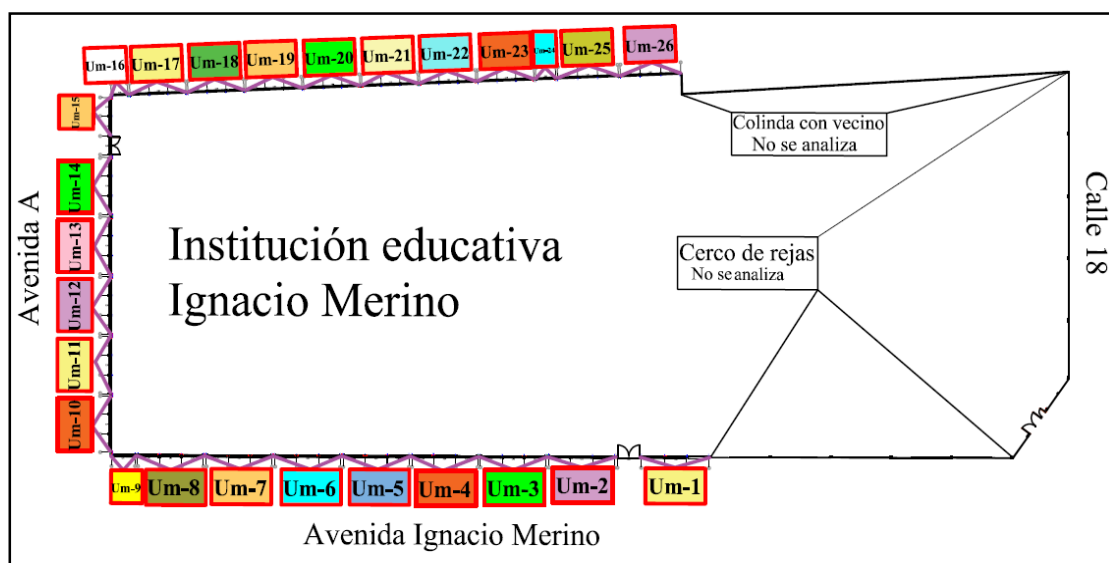 Um-16 Um-17 Um-18 Um-19 Um-20 Um-21 Um-22 Um-23 Um-24 Um-25 Um-26
Um-15
Um-14
Um-13
Um-12
Um-11
Um-10
Avenida A
Institución educativa
Ignacio Merino
Colinda con vecino
No se analiza
Cerco de rejas
No se analiza
Calle 18
Um-9 Um-8 Um-7 Um-6 Um-5 Um-4 Um-3 Um-2 Um-1
Avenida Ignacio Merino